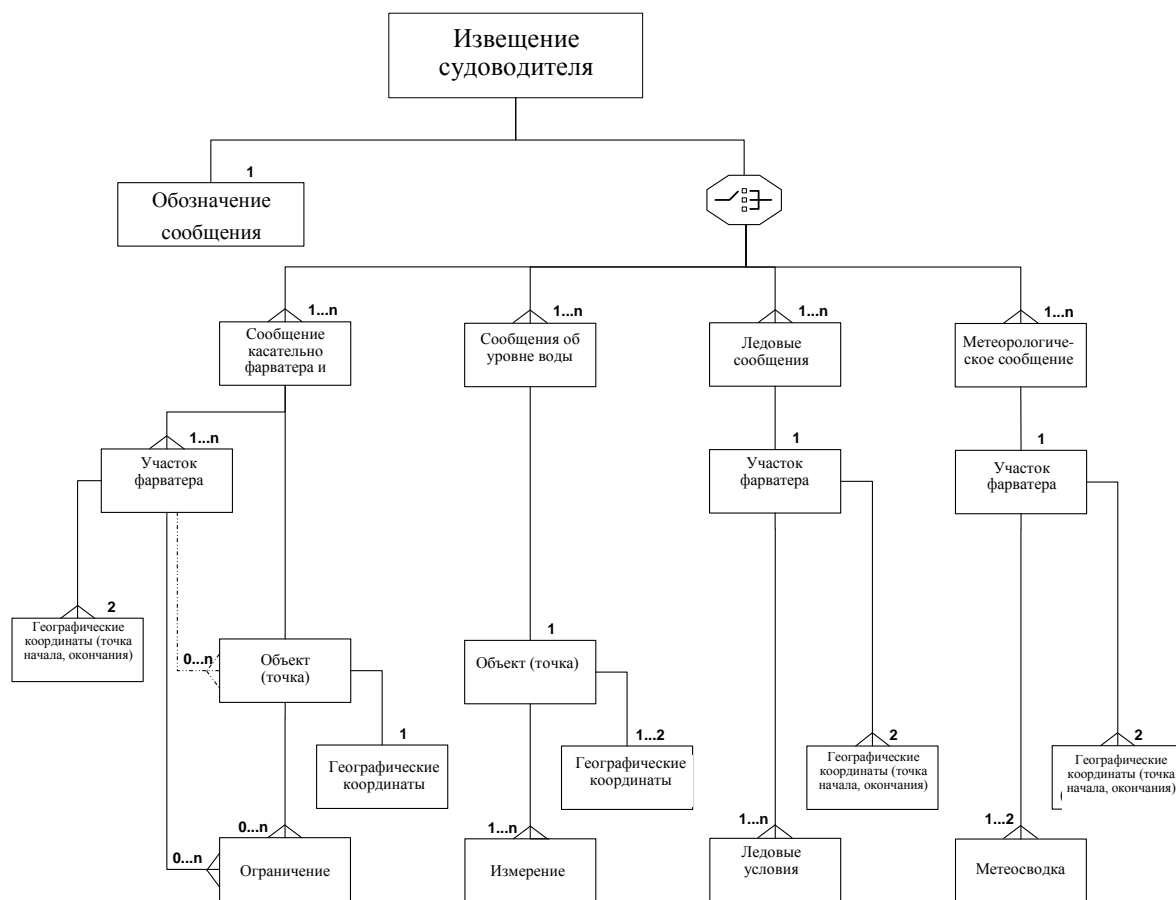 Извещение
судоводителя
1
Обозначение
сообщения
1...n
1...n
1...n
1...n
Сообщение
касательно
фарватера и
Сообщения об
уровне воды
Ледовые
сообщения
Метеорологиче-
ское сообщение
1...n
1
1
Участок
фарватера
Участок
фарватера
Участок
фарватера
2
Географические
координаты (точка
начала, окончания)
0...n
Объект
(точка)
1
Объект (точка)
1
Географические
координаты
1...2
Географические
координаты
2
Географические
координаты (точка
начала, окончания)
2
Географические
координаты (точка
начала, окончания)
0...n
0...n
Ограничение
1...n
Измерение
1...n
Ледовые
условия
1...2
Метеосводка